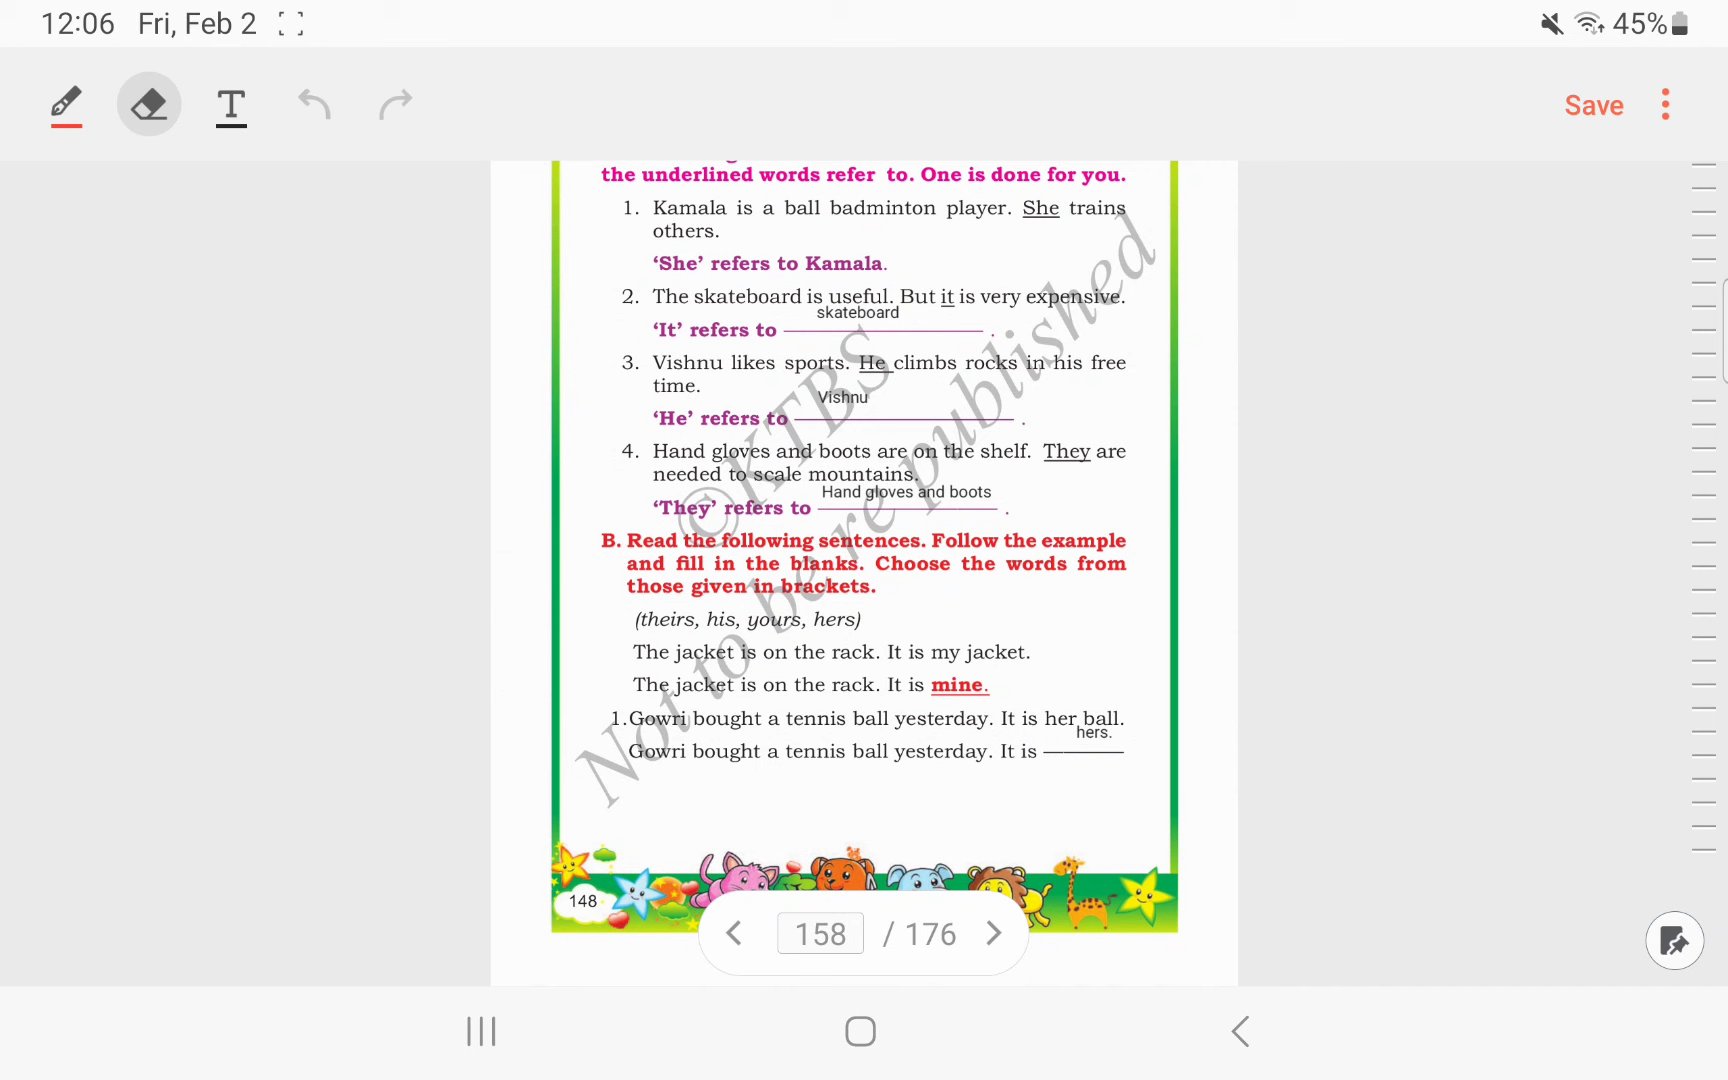 12:06 Fri, Feb 2 45%
T Save
the underlined words refer to. One is done for you.
1. Kamala is a ball badminton player. She trains
others.
‘She’ refers to Kamala.
2. The skateboard is useful. But it is very expensive.
skateboard
‘It’ refers to .
3. Vishnu likes sports. He climbs rocks in his free
time.
Vishnu
‘He’ refers to .
4. Hand gloves and boots are on the shelf. They are
needed to scale mountains.
Hand gloves and boots
‘They’ refers to .
B. Read the following sentences. Follow the example
and fill in the blanks. Choose the words from
those given in brackets.
(theirs, his, yours, hers)
The jacket is on the rack. It is my jacket.
The jacket is on the rack. It is mine.
1.Gowri bought a tennis ball yesterday. It is her ball.
hers.
Gowri bought a tennis ball yesterday. It is
©KTBS
Not to be re published
148
158 / 176